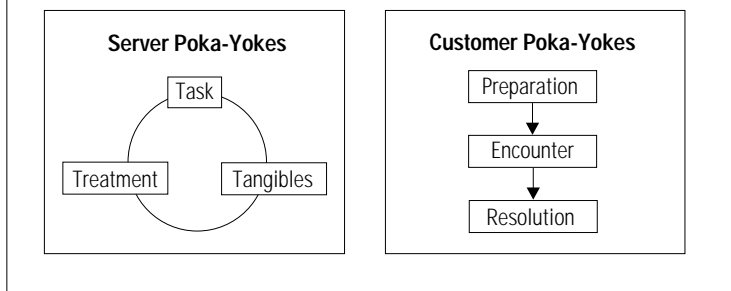 Server Poka-Yokes
Task
Treatment
Tangibles
Customer Poka-Yokes
Preparation
Encounter
Resolution